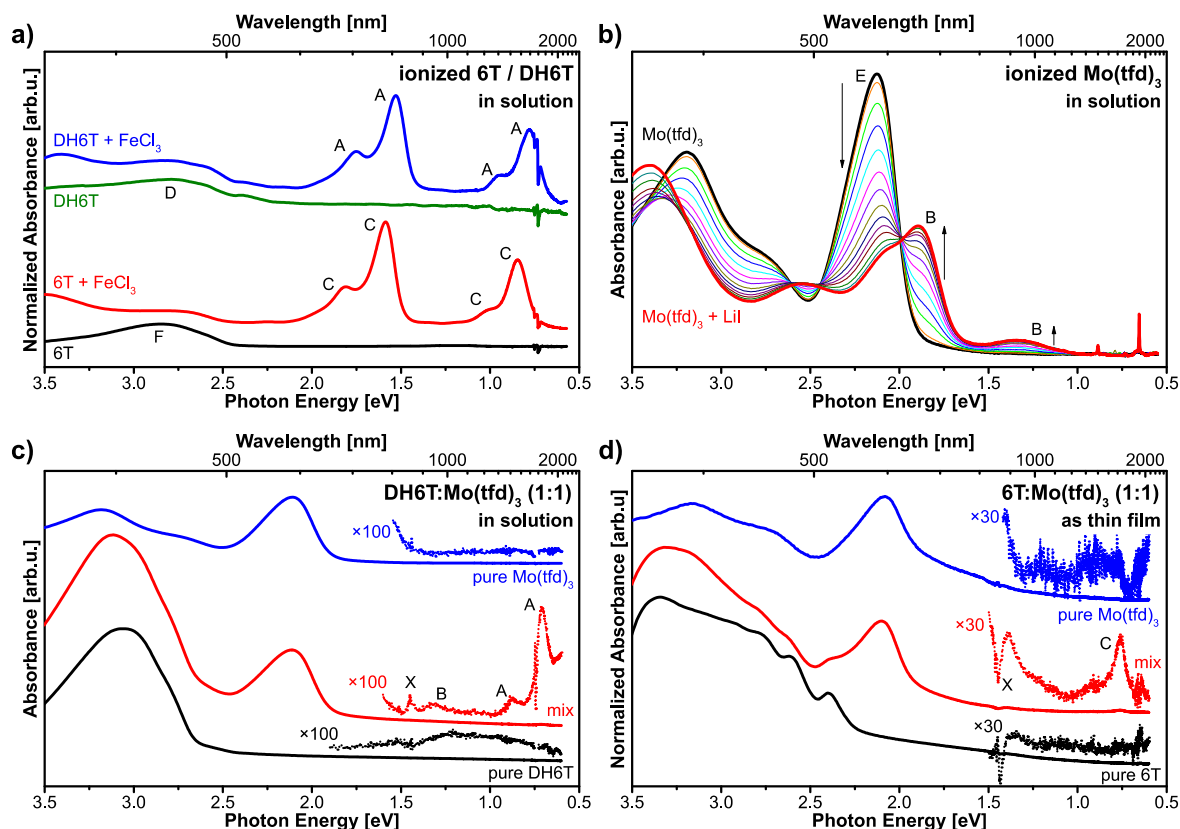 a)
Wavelength [nm]
500
1000
2000
ionized 6T / DH6T
in solution
A
A
A
A
DH6T + FeCl3
DH6T
D
C
C
C
C
6T + FeCl3
6T
F
Normalized Absorbance [arb.u.]
3.5
3.0
2.5
2.0
1.5
1.0
0.5
Photon Energy [eV]
b)
Wavelength [nm]
500
1000
2000
ionized Mo(tfd)3
in solution
E
Mo(tfd)3
B
B
Mo(tfd)3 + LiI
Absorbance [arb.u.]
3.5
3.0
2.5
2.0
1.5
1.0
0.5
Photon Energy [eV]
c)
Wavelength [nm]
500
1000
2000
DH6T:Mo(tfd)3 (1:1)
in solution
×100
pure Mo(tfd)3
A
×100
X
B
A
mix
×100
pure DH6T
Absorbance [arb.u.]
3.5
3.0
2.5
2.0
1.5
1.0
0.5
Photon Energy [eV]
d)
Wavelength [nm]
500
1000
2000
6T:Mo(tfd)3 (1:1)
as thin film
×30
pure Mo(tfd)3
×30
C
X
mix
×30
pure 6T
Normalized Absorbance [arb.u.]
3.5
3.0
2.5
2.0
1.5
1.0
0.5
Photon Energy [eV]